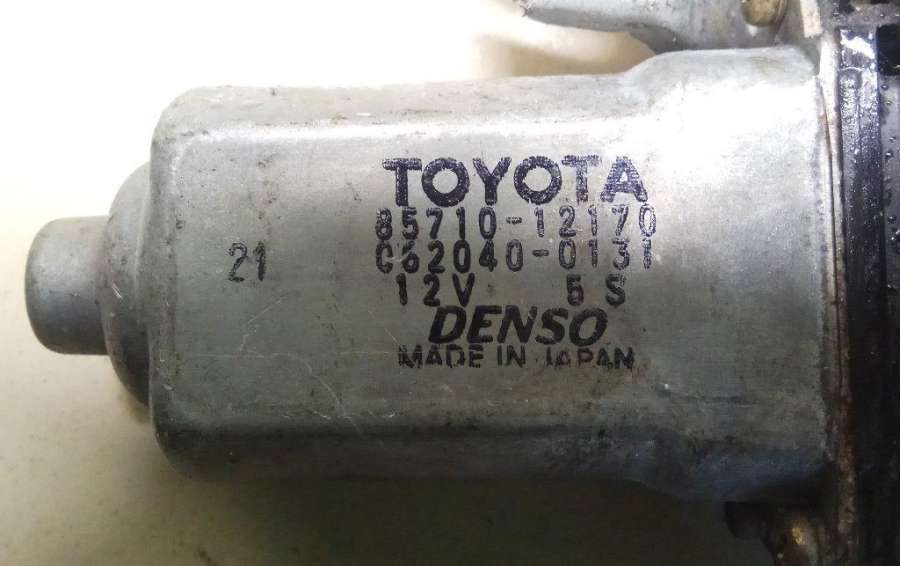 TOYOTA
85710-12170
C62040-0131
21
12V 5S
DENSO
MADE IN JAPAN